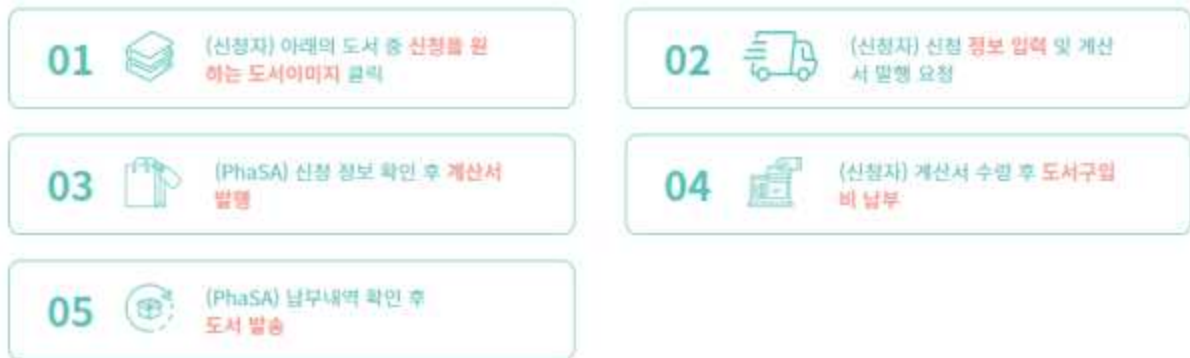 01
(신청자) 아래의 도서 중 신청을 원
하는 도서이미지 클릭
02
(신청자) 신청 정보 입력 및 계산
서 발행 요청
03
(PhaSA) 신청 정보 확인 후 계산서
발행
04
(신청자) 계산서 수령 후 도서구입
비 납부
05
(PhaSA) 납부내역 확인 후
도서 발송